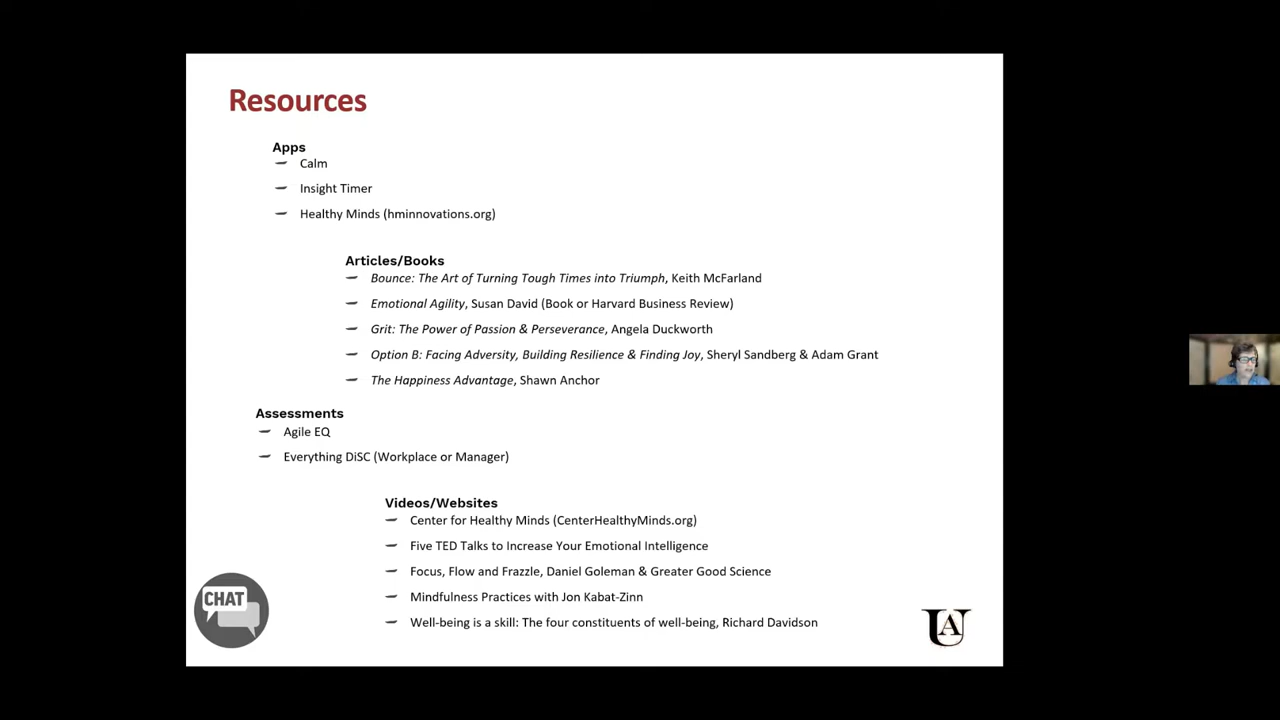 Resources
Apps
Calm
Insight Timer
Healthy Minds (hminnovations.org)
Articles/Books
Bounce: The Art of Turning Tough Times into Triumph, Keith McFarland
Emotional Agility, Susan David (Book or Harvard Business Review)
Grit: The Power of Passion & Perseverance, Angela Duckworth
Option B: Facing Adversity, Building Resilience & Finding Joy, Sheryl Sandberg & Adam Grant
The Happiness Advantage, Shawn Anchor
Assessments
Agile EQ
Everything DiSC (Workplace or Manager)
Videos/Websites
Center for Healthy Minds (CenterHealthyMinds.org)
Five TED Talks to Increase Your Emotional Intelligence
Focus, Flow and Frazzle, Daniel Goleman & Greater Good Science
Mindfulness Practices with Jon Kabat-Zinn
Well-being is a skill: The four constituents of well-being, Richard Davidson
CHAT
UA